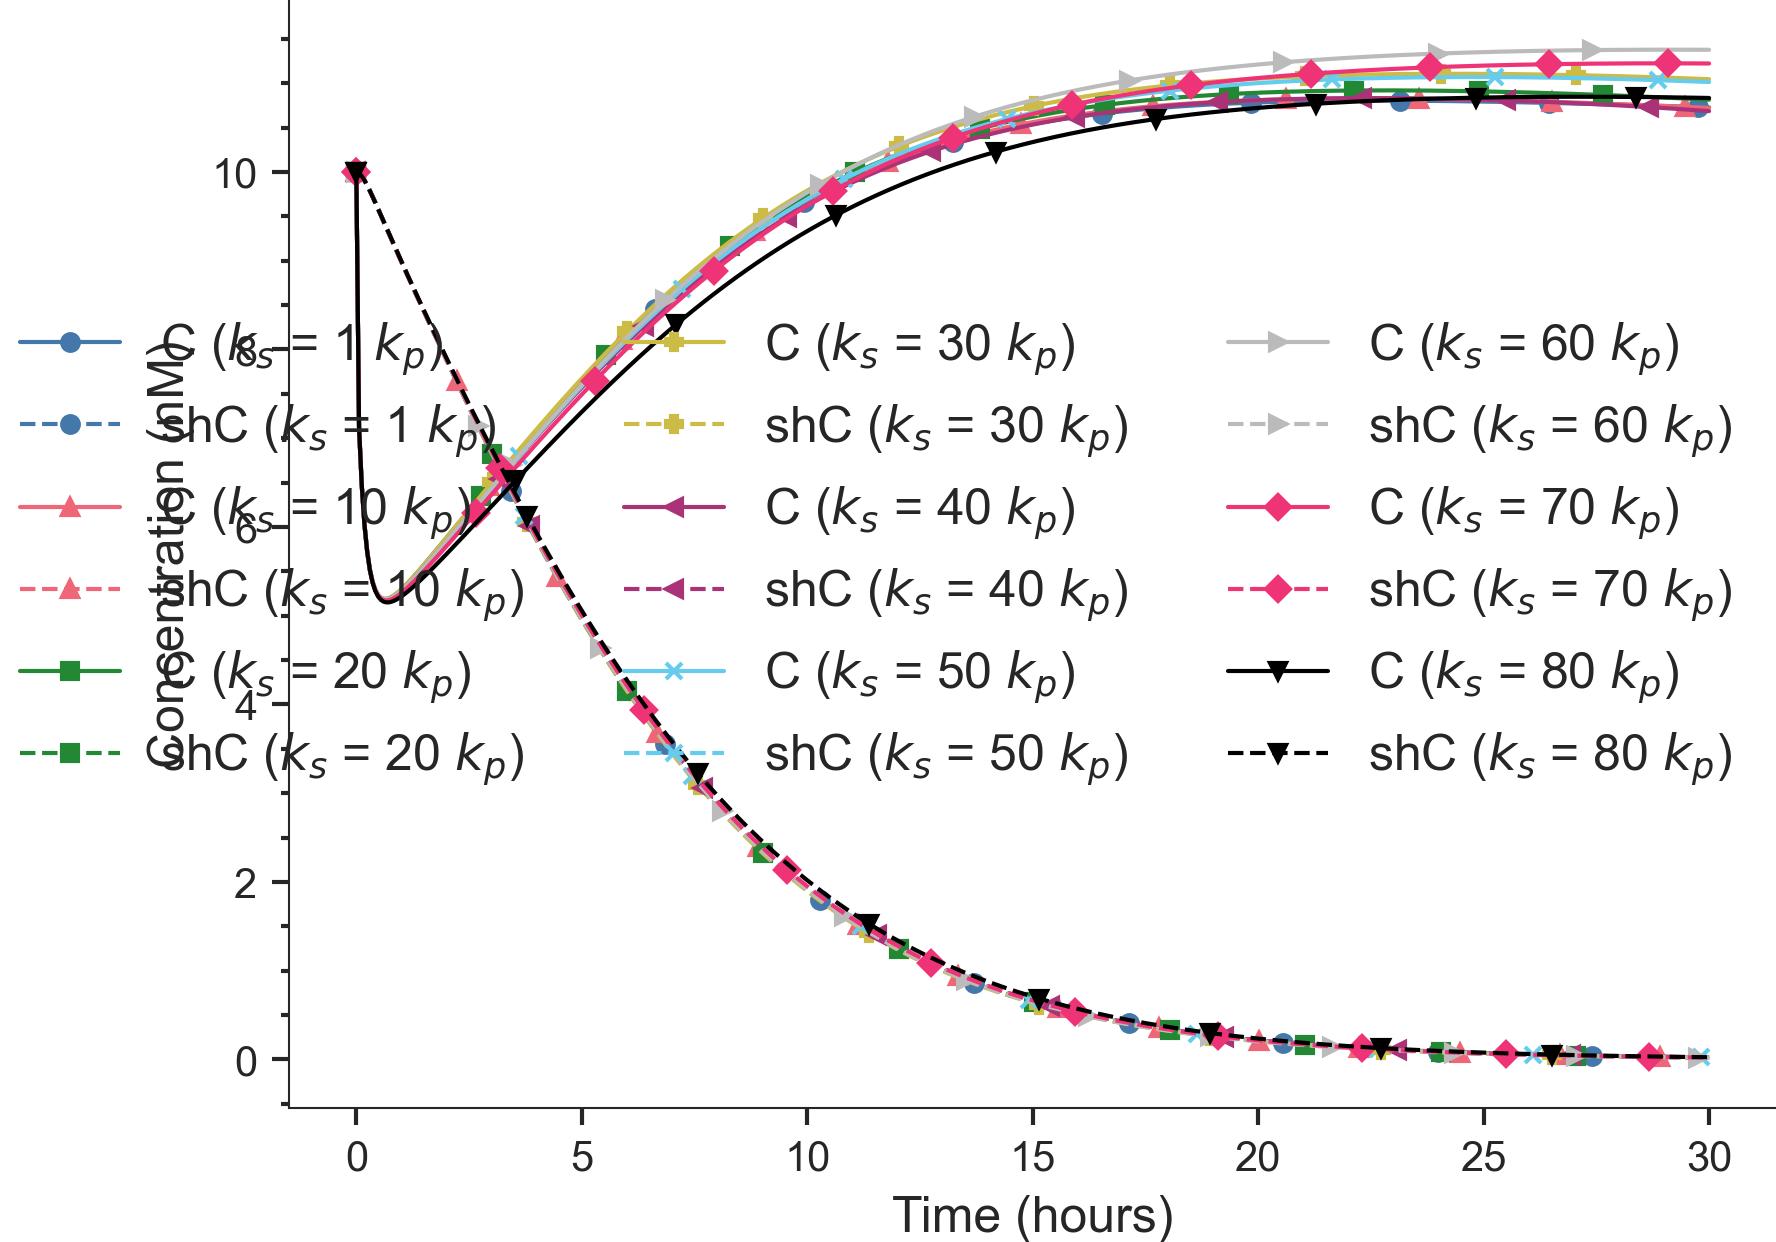 10
8
6
4
2
0
Concentration (nM)
C (kₛ = 1 kₚ)
shC (kₛ = 1 kₚ)
C (kₛ = 10 kₚ)
shC (kₛ = 10 kₚ)
C (kₛ = 20 kₚ)
shC (kₛ = 20 kₚ)
C (kₛ = 30 kₚ)
shC (kₛ = 30 kₚ)
C (kₛ = 40 kₚ)
shC (kₛ = 40 kₚ)
C (kₛ = 50 kₚ)
shC (kₛ = 50 kₚ)
C (kₛ = 60 kₚ)
shC (kₛ = 60 kₚ)
C (kₛ = 70 kₚ)
shC (kₛ = 70 kₚ)
C (kₛ = 80 kₚ)
shC (kₛ = 80 kₚ)
0 5 10 15 20 25 30
Time (hours)